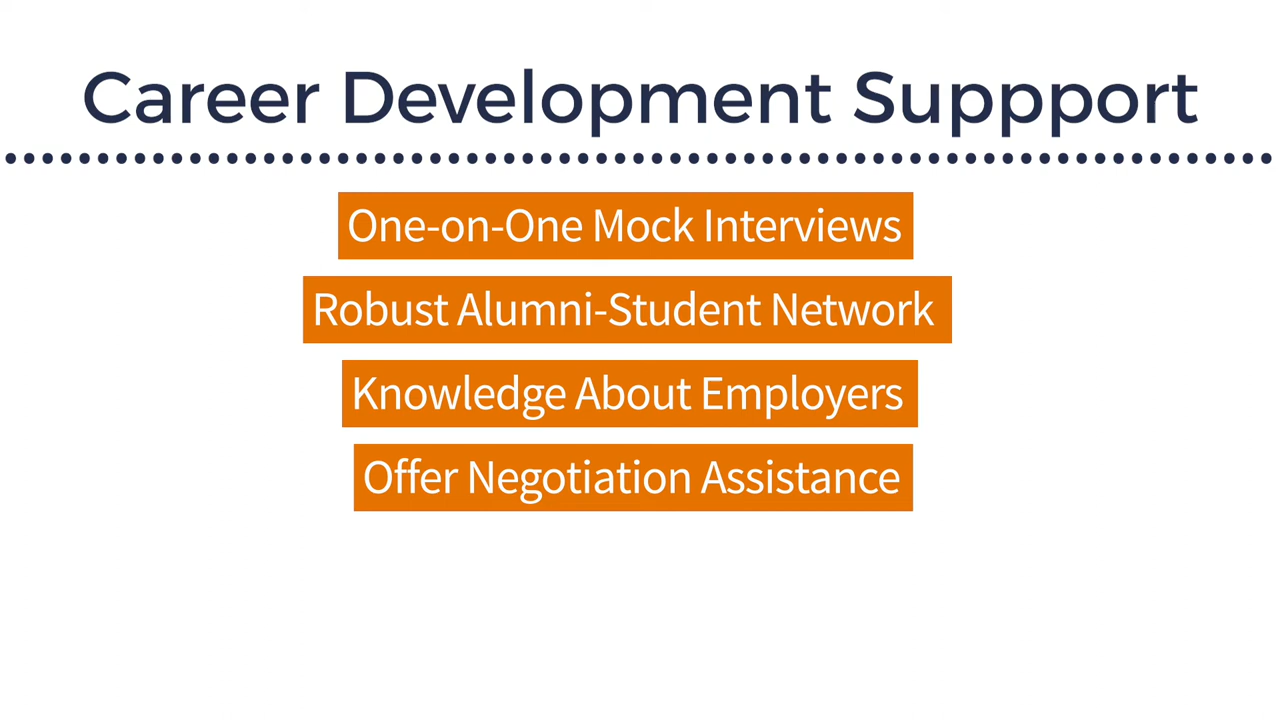 Career Development Suppport
One-on-One Mock Interviews
Robust Alumni-Student Network
Knowledge About Employers
Offer Negotiation Assistance